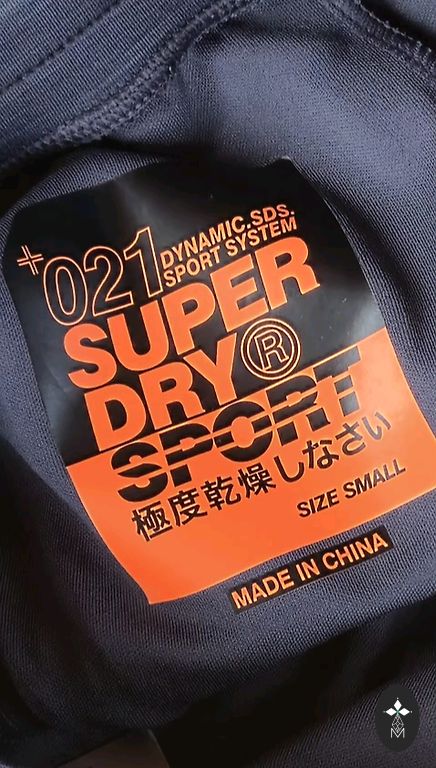 +021 DYNAMIC.SDS.
SPORT SYSTEM
SUPER
DRY®
SPORT
極度乾燥しなさい
SIZE SMALL
MADE IN CHINA